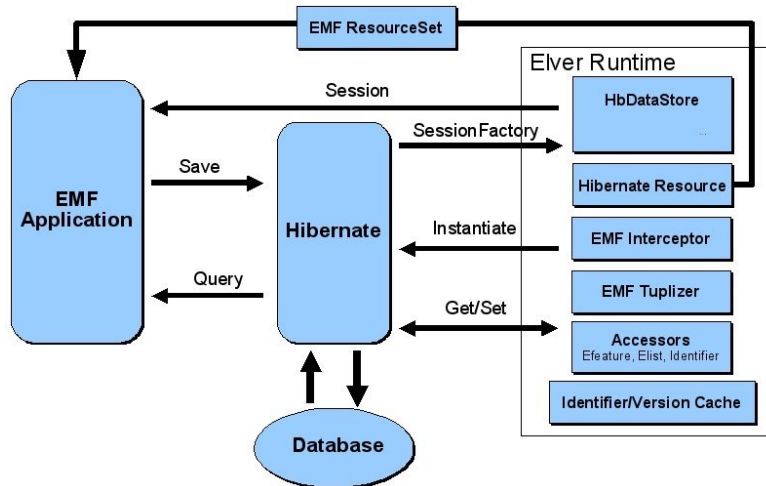 EMF ResourceSet
Elver Runtime
Session
HbDataStore
...
SessionFactory
Save
Hibernate Resource
EMF
Application
Hibernate
Instantiate
EMF Interceptor
Query
EMF Tuplizer
Get/Set
Accessors
Efeature, Elist, Identifier
Identifier/Version Cache
Database